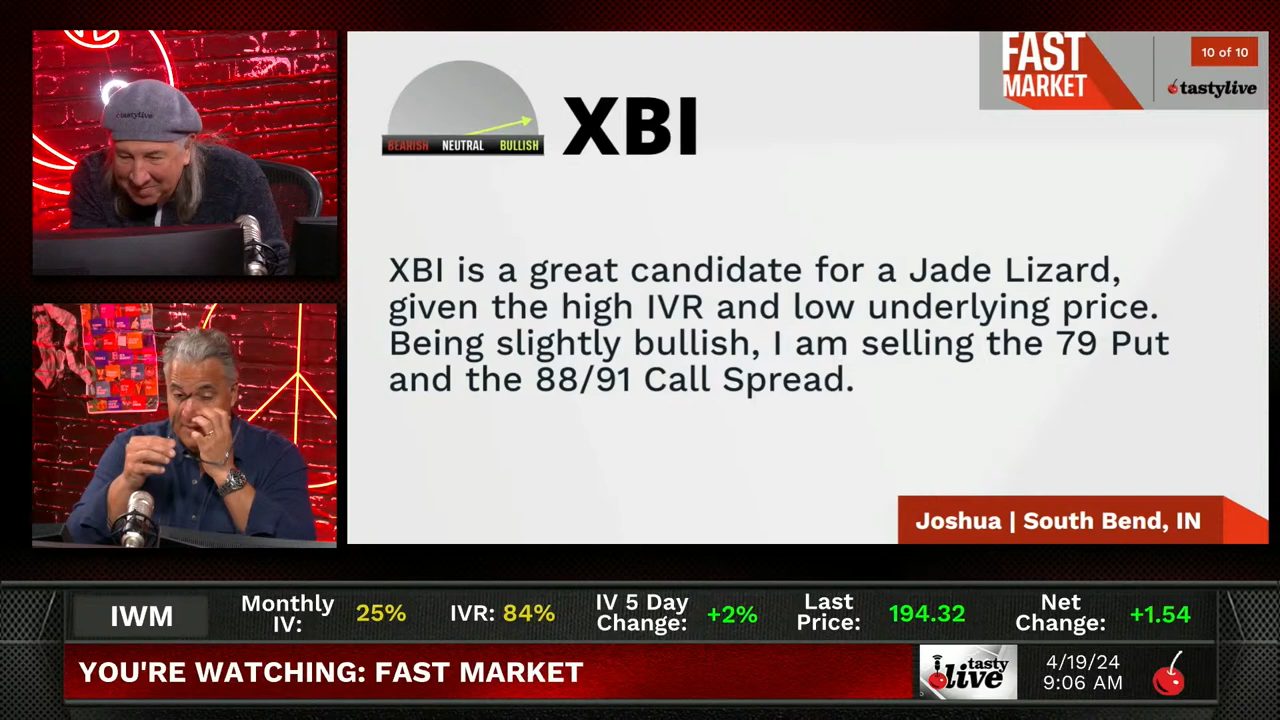 tastylive
FAST
MARKET
10 of 10
tastylive
BEARISH NEUTRAL BULLISH
XBI
XBI is a great candidate for a Jade Lizard,
given the high IVR and low underlying price.
Being slightly bullish, I am selling the 79 Put
and the 88/91 Call Spread.
Joshua | South Bend, IN
IWM
Monthly
IV:
25%
IVR: 84%
IV 5 Day
Change:
+2%
Last
Price:
194.32
Net
Change:
+1.54
YOU'RE WATCHING: FAST MARKET
tasty
live
4/19/24
9:06 AM